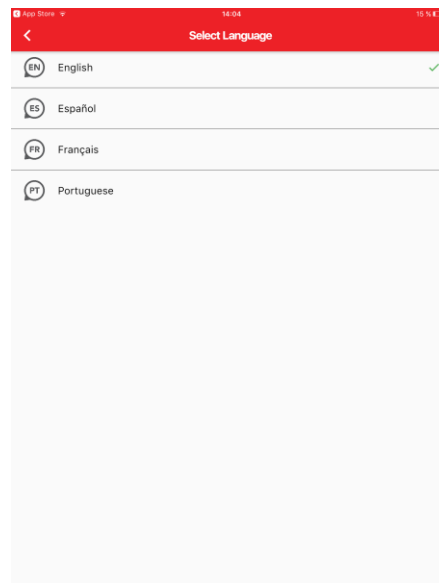 App Store 14:04 15 %
Select Language
EN English
ES Español
FR Français
PT Portuguese